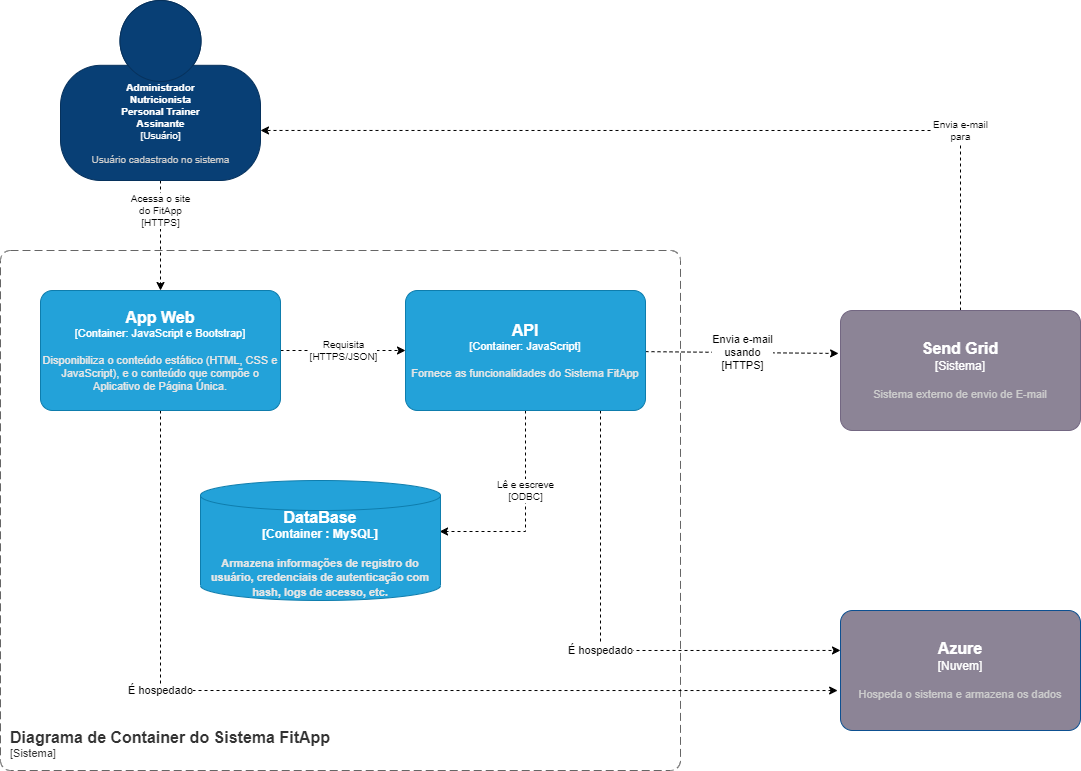 Administrador
Nutricionista
Personal Trainer
Assinante
[Usuário]
Usuário cadastrado no sistema
Envia e-mail
para
Acessa o site
do FitApp
[HTTPS]
App Web
[Container: JavaScript e Bootstrap]
Disponibiliza o conteúdo estático (HTML, CSS e
JavaScript), e o conteúdo que compõe o
Aplicativo de Página Única.
Requisita
[HTTPS/JSON]
API
[Container: JavaScript]
Fornece as funcionalidades do Sistema FitApp
Envia e-mail
usando
[HTTPS]
Send Grid
[Sistema]
Sistema externo de envio de E-mail
Lê e escreve
[ODBC]
DataBase
[Container : MySQL]
Armazena informações de registro do
usuário, credenciais de autenticação com
hash, logs de acesso, etc.
É hospedado
É hospedado
Azure
[Nuvem]
Hospeda o sistema e armazena os dados
Diagrama de Container do Sistema FitApp
[Sistema]